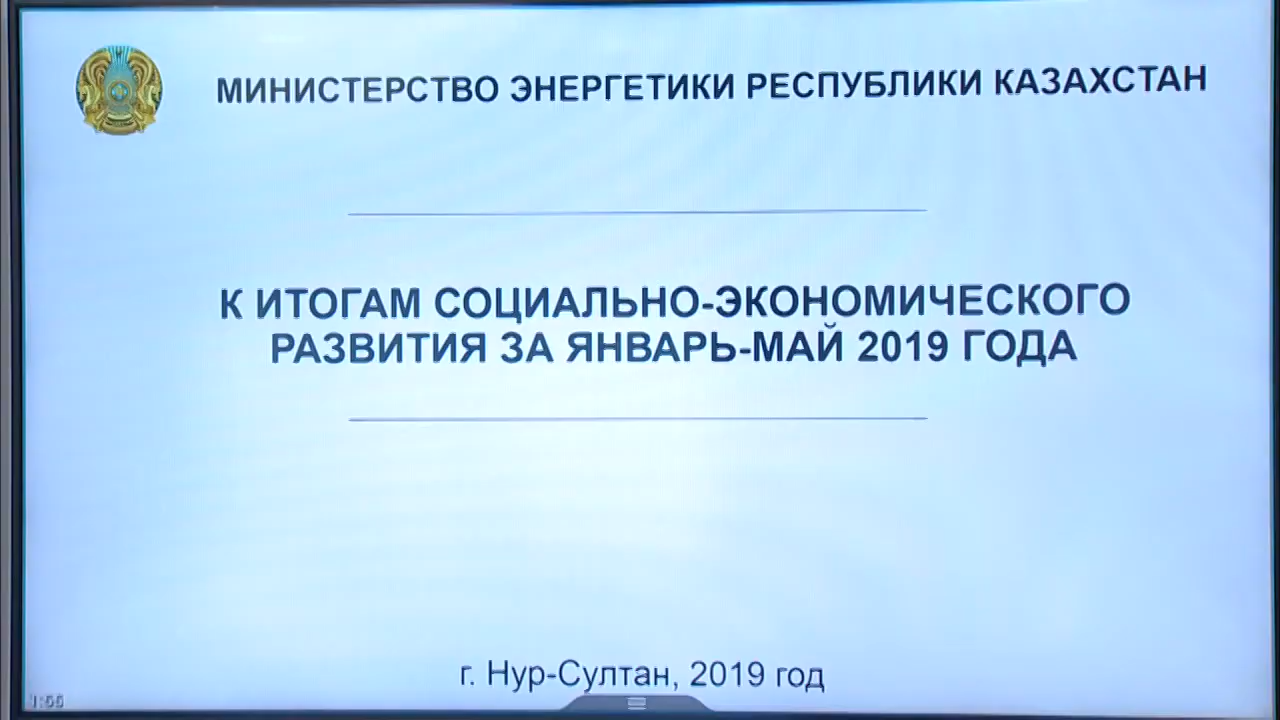 МИНИСТЕРСТВО ЭНЕРГЕТИКИ РЕСПУБЛИКИ КАЗАХСТАН
К ИТОГАМ СОЦИАЛЬНО-ЭКОНОМИЧЕСКОГО
РАЗВИТИЯ ЗА ЯНВАРЬ-МАЙ 2019 ГОДА
г. Нур-Султан, 2019 год